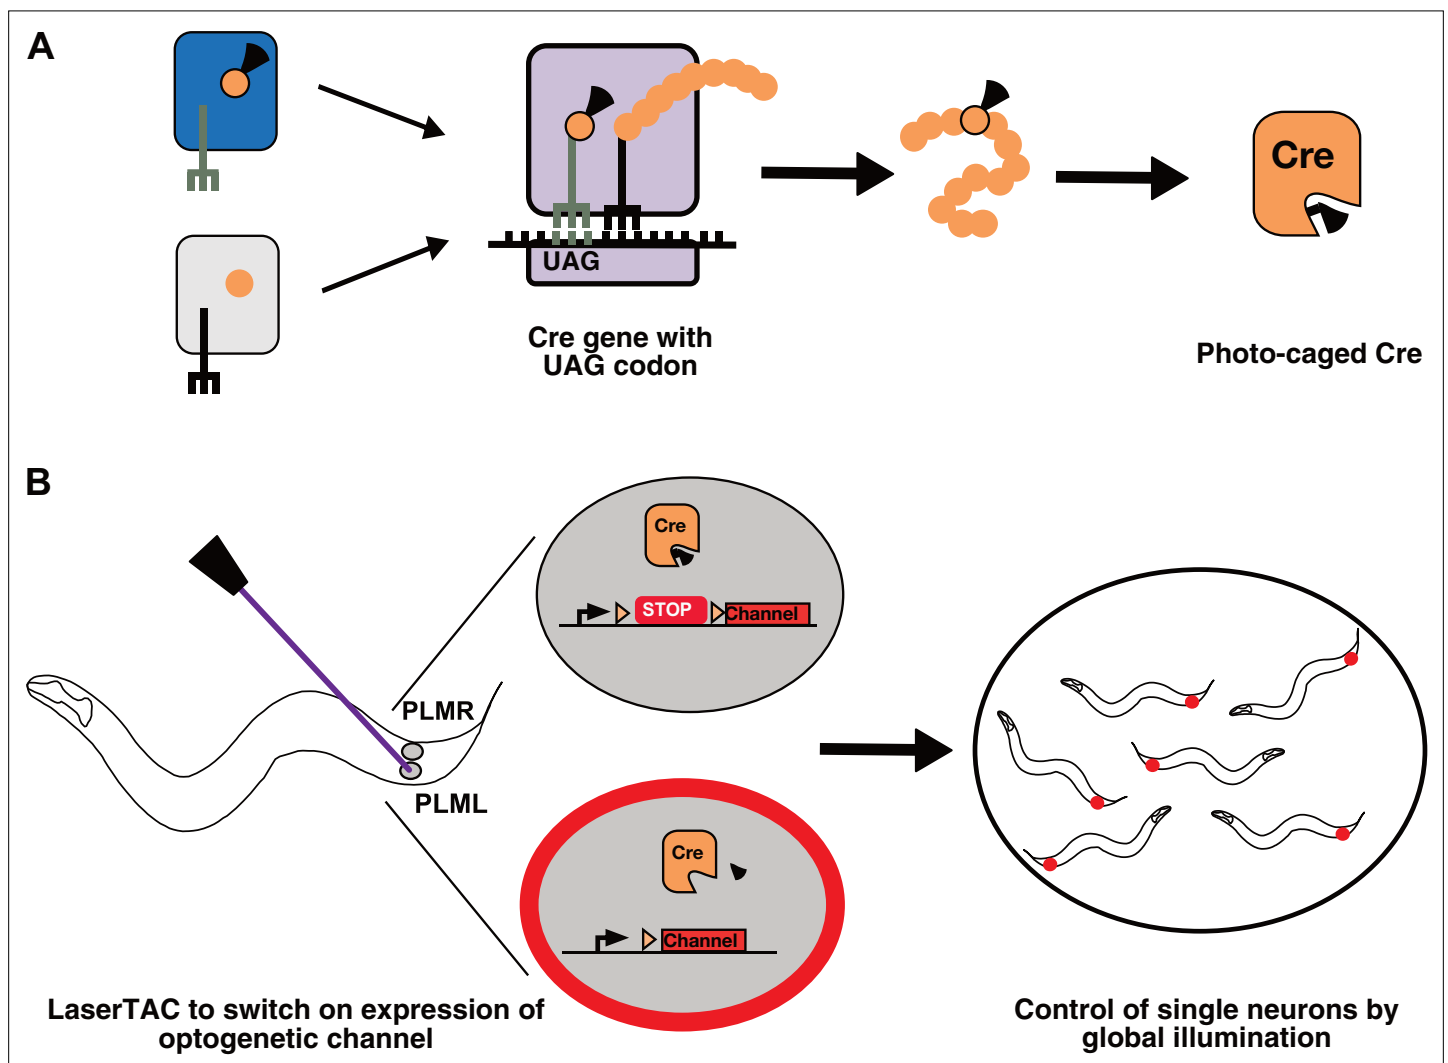 A
UAG
Cre
Cre gene with
UAG codon
Photo-caged Cre
B
Cre
STOP
Channel
PLMR
PLML
Cre
Channel
LaserTAC to switch on expression of
optogenetic channel
Control of single neurons by
global illumination